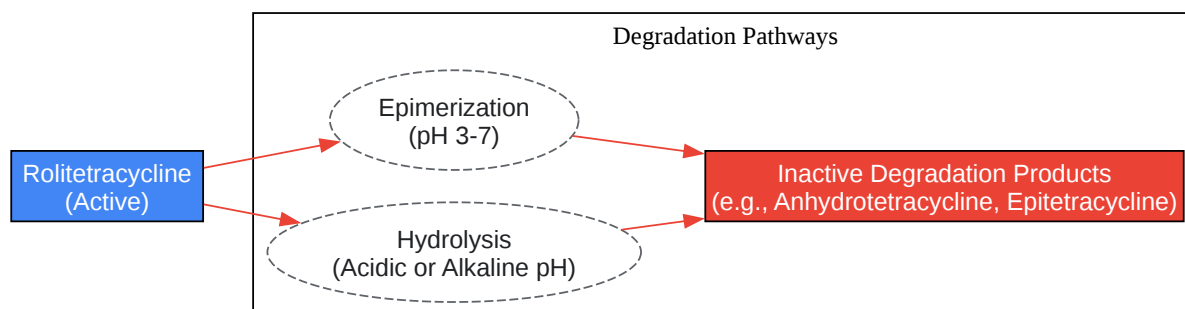 Degradation Pathways
Rolitetracycline
(Active)
Epimerization
(pH 3-7)
Hydrolysis
(Acidic or Alkaline pH)
Inactive Degradation Products
(e.g., Anhydrotetracycline, Epitetracycline)